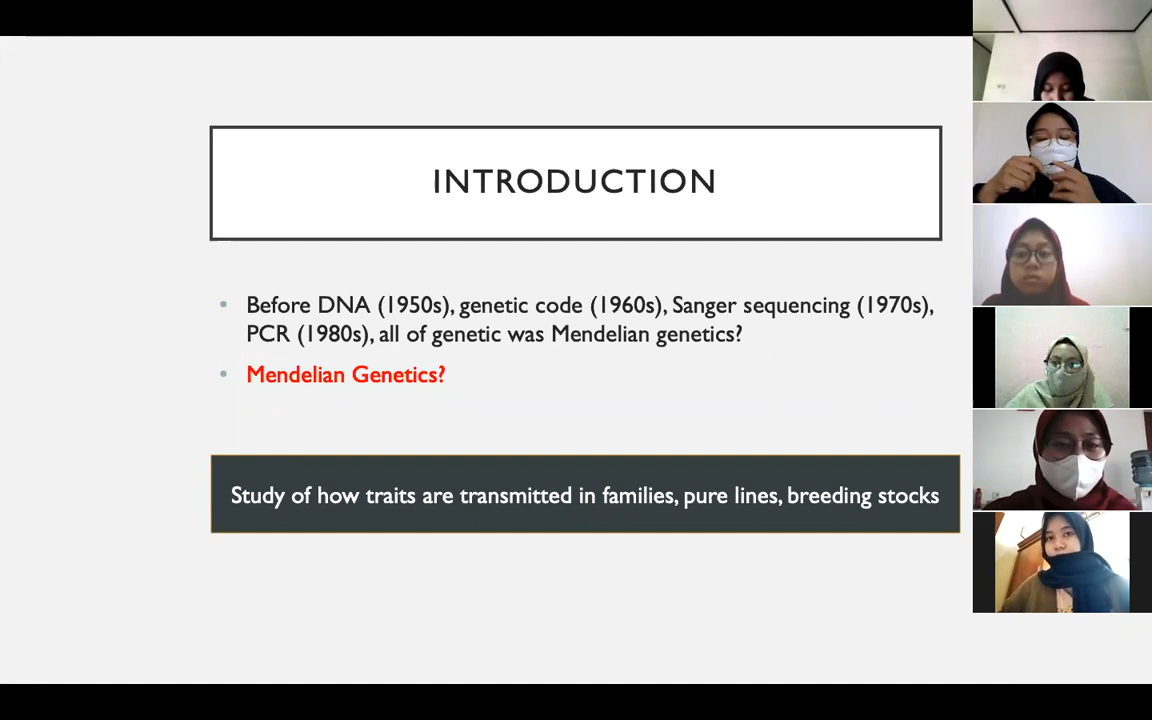 INTRODUCTION
• Before DNA (1950s), genetic code (1960s), Sanger sequencing (1970s),
PCR (1980s), all of genetic was Mendelian genetics?
• Mendelian Genetics?
Study of how traits are transmitted in families, pure lines, breeding stocks